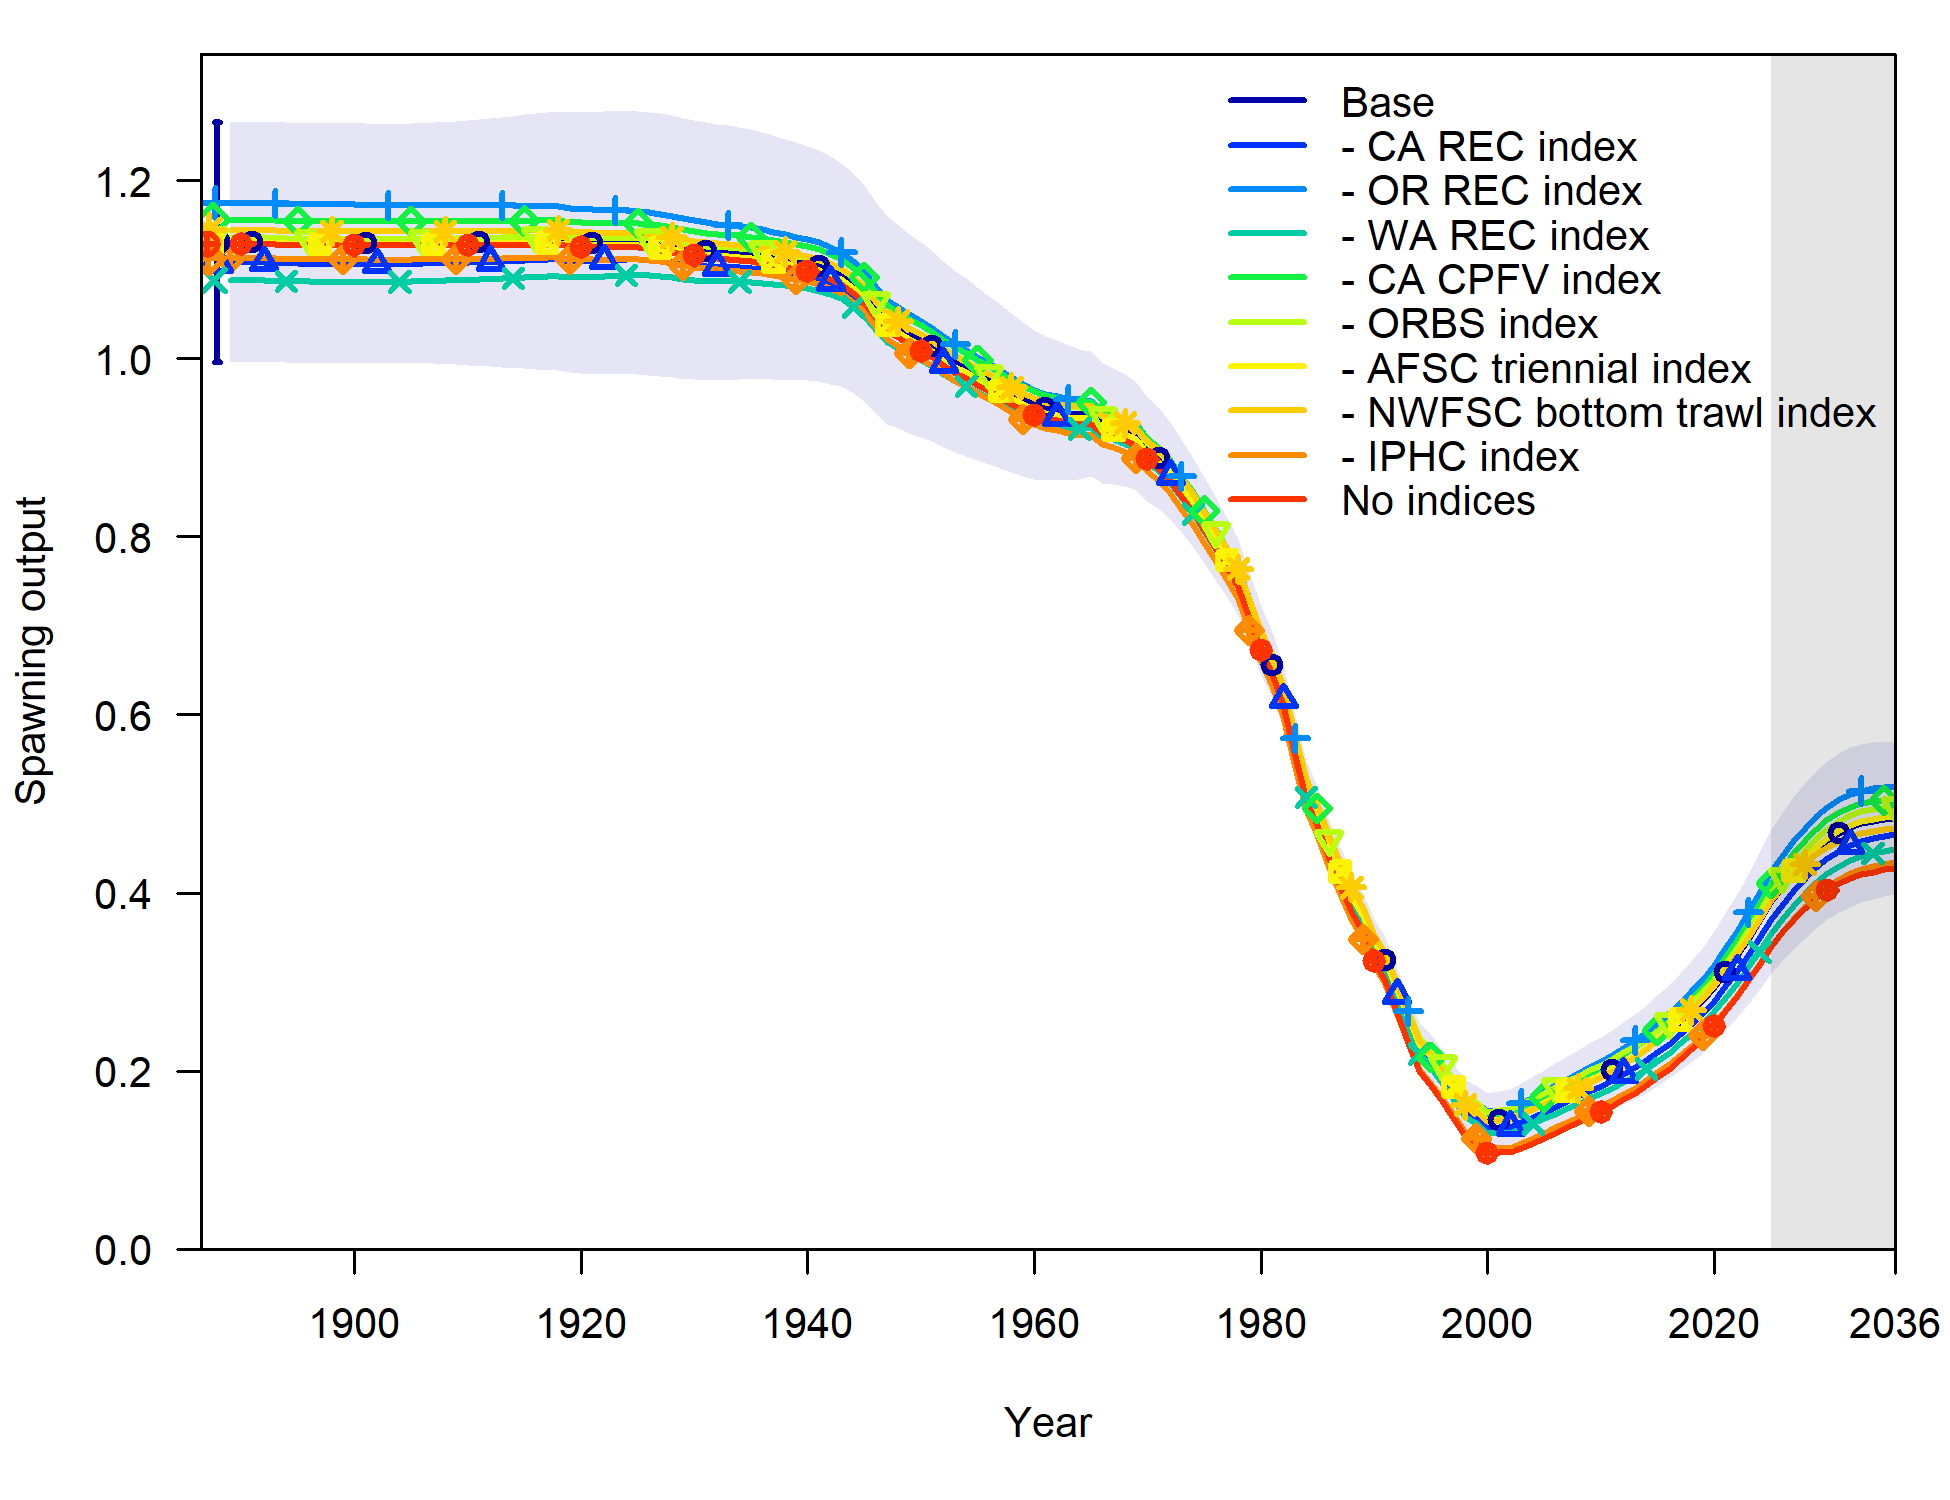 Base
- CA REC index
- OR REC index
- WA REC index
- CA CPFV index
- ORBS index
- AFSC triennial index
- NWFSC bottom trawl index
- IPHC index
No indices
Spawning output
1.2
1.0
0.8
0.6
0.4
0.2
0.0
1900 1920 1940 1960 1980 2000 2020 2036
Year